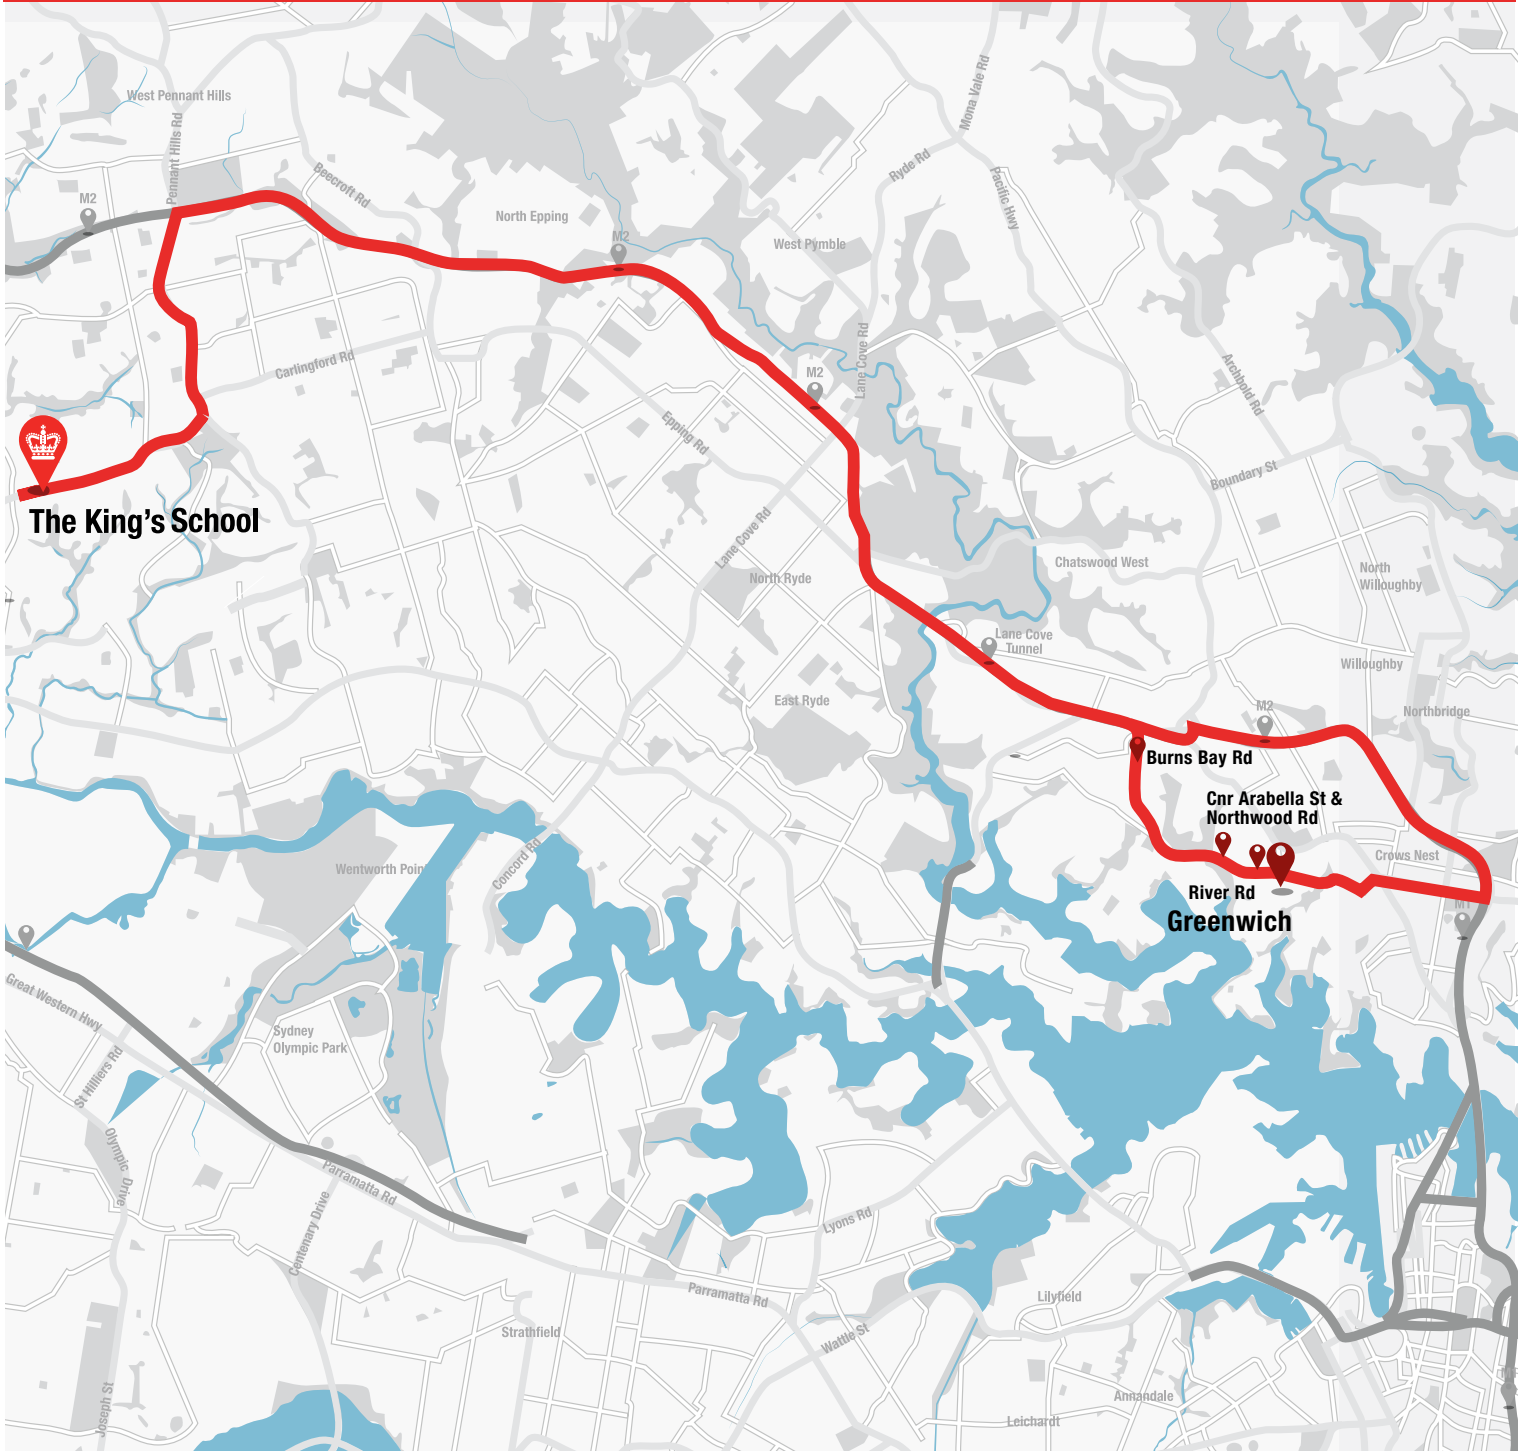 West Pennant Hills
Pennant Hills Rd
M2
Beecroft Rd
North Epping
M2
West Pymble
Ryde Rd
Mona Vale Rd
Pacific Hwy
Carlingford Rd
Epping Rd
M2
Lane Cove Rd
Archbold Rd
Boundary St
The King's School
Lane Cove Rd
North Ryde
Chatswood West
North
Willoughby
Lane Cove
Tunnel
Willoughby
East Ryde
M2
Northbridge
Burns Bay Rd
Cnr Arabella St &
Northwood Rd
Crows Nest
River Rd
Greenwich
M1
Wentworth Poin
Concord Rd
Great Western Hwy
Sydney
Olympic Park
St Hilliers Rd
Olympic Drive
Parramatta Rd
Centenary Drive
Lyons Rd
Parramatta Rd
Lilyfield
Strathfield
Wattle St
Annandale
Joseph St
Leichardt